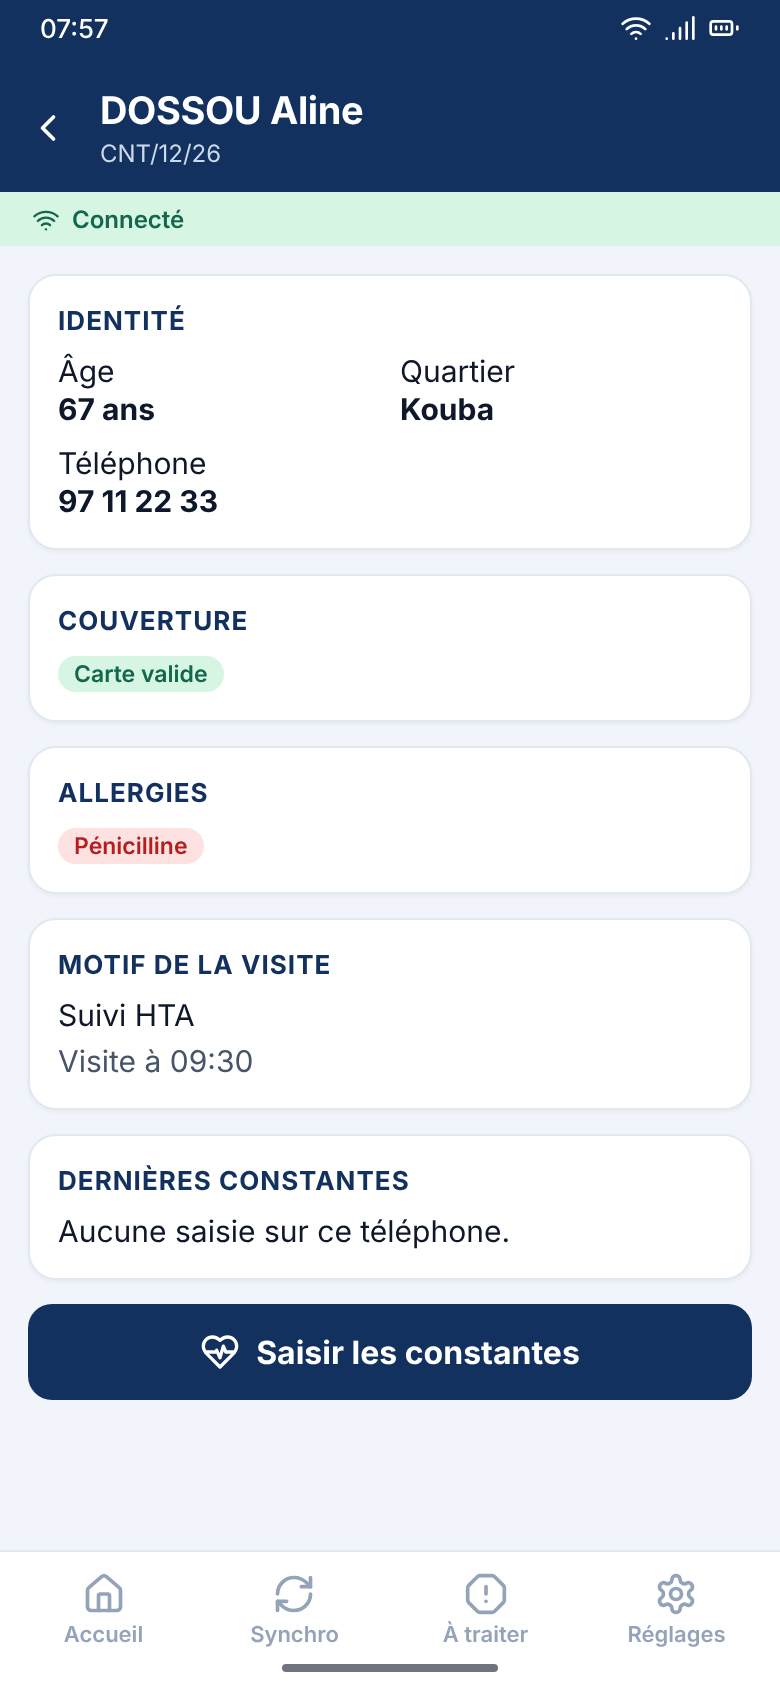 07:57
DOSSOU Aline
CNT/12/26
Connecté
IDENTITÉ
Âge
67 ans
Quartier
Kouba
Téléphone
97 11 22 33
COUVERTURE
Carte valide
ALLERGIES
Pénicilline
MOTIF DE LA VISITE
Suivi HTA
Visite à 09:30
DERNIÈRES CONSTANTES
Aucune saisie sur ce téléphone.
Saisir les constantes
Accueil
Synchro
À traiter
Réglages